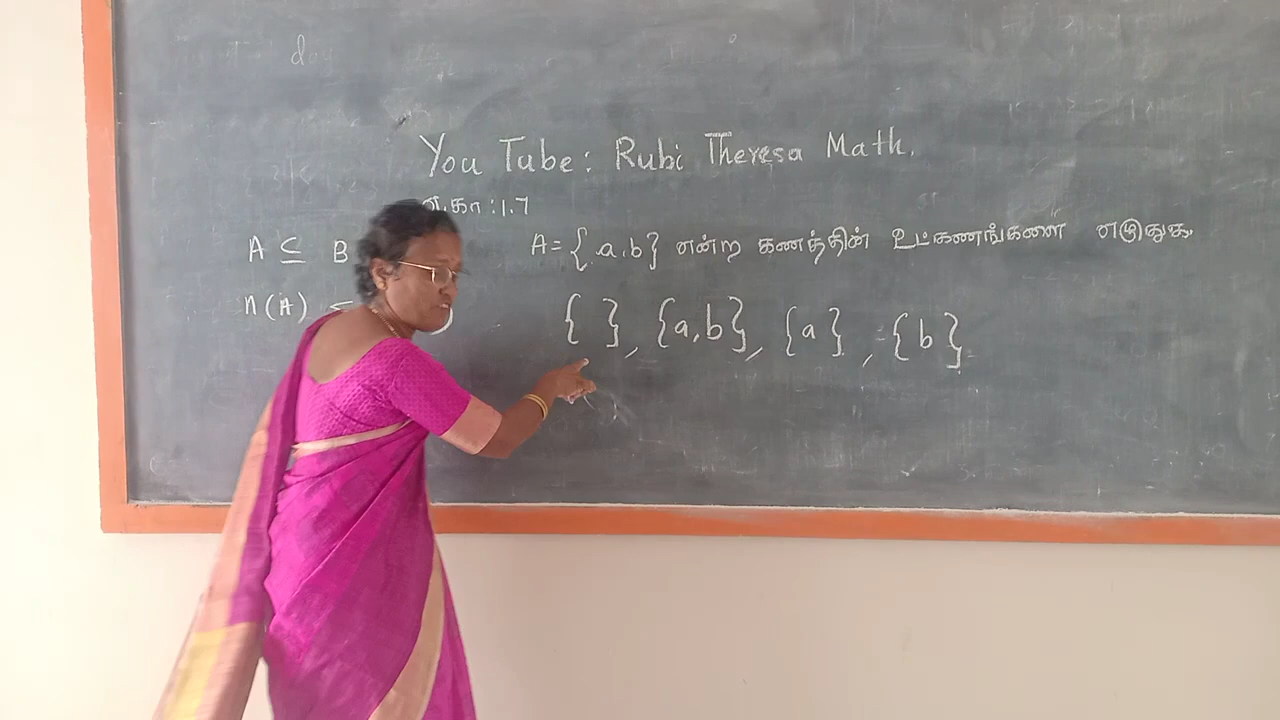 You Tube: Rubi Theresa Math.
எ.கா : 1.7
A = {a, b} என்ற கணத்தின் உட்கணங்களை எழுதுக.
A ⊆ B
n(A) ≤
{ }, {a, b}, {a}, {b}